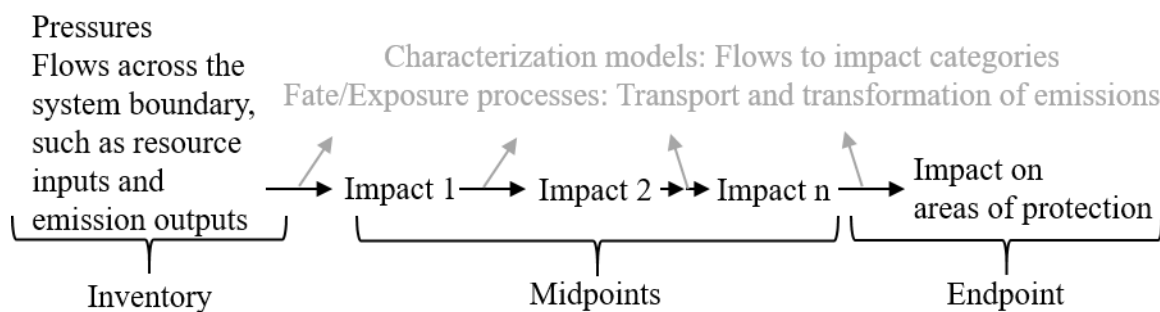 Pressures
Flows across the
system boundary,
such as resource
inputs and
emission outputs
Characterization models: Flows to impact categories
Fate/Exposure processes: Transport and transformation of emissions
Impact 1
Impact 2
Impact n
Impact on
areas of protection
Inventory
Midpoints
Endpoint